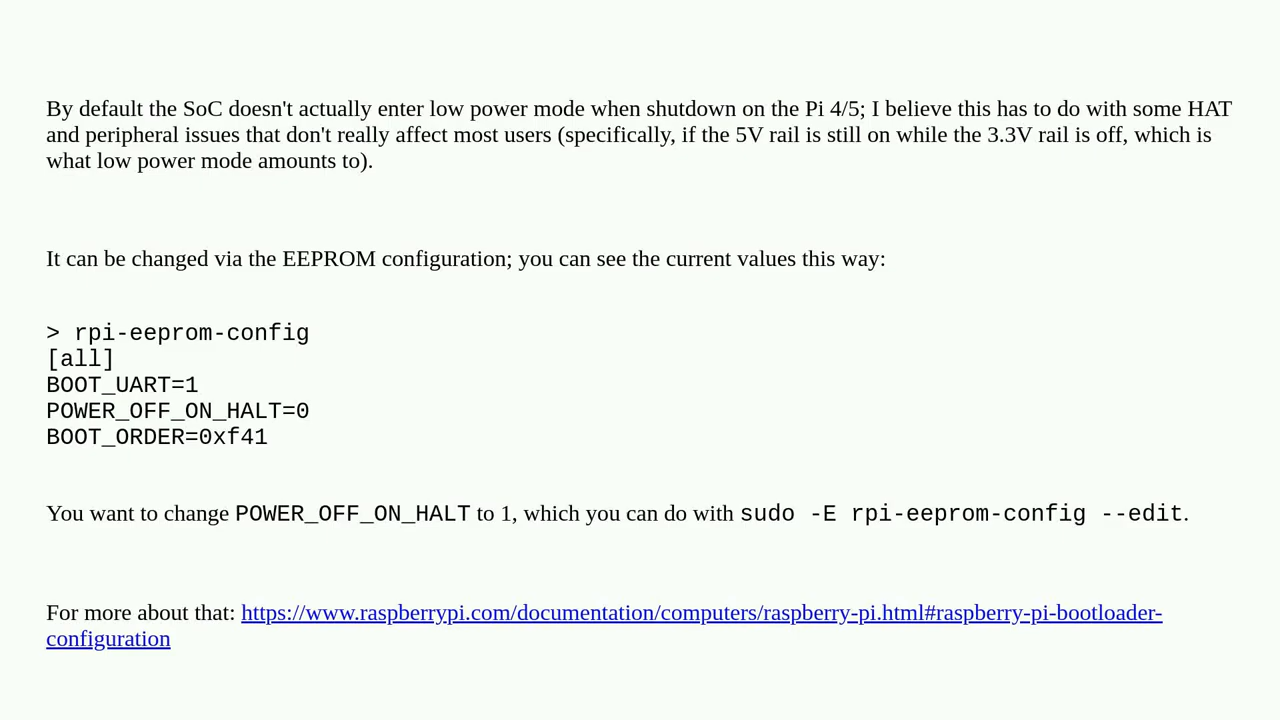 By default the SoC doesn't actually enter low power mode when shutdown on the Pi 4/5; I believe this has to do with some HAT
and peripheral issues that don't really affect most users (specifically, if the 5V rail is still on while the 3.3V rail is off, which is
what low power mode amounts to).
It can be changed via the EEPROM configuration; you can see the current values this way:
> rpi-eeprom-config
[all]
BOOT_UART=1
POWER_OFF_ON_HALT=0
BOOT_ORDER=0xf41
You want to change POWER_OFF_ON_HALT to 1, which you can do with sudo -E rpi-eeprom-config --edit.
For more about that: https://www.raspberrypi.com/documentation/computers/raspberry-pi.html#raspberry-pi-bootloader-
configuration